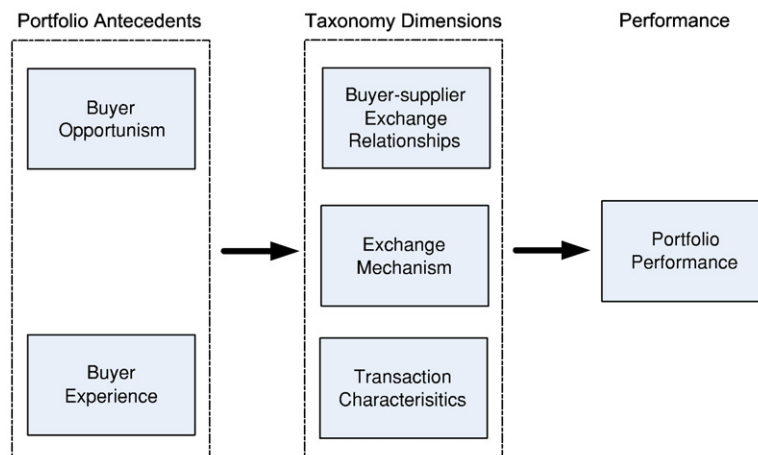 Portfolio Antecedents
Taxonomy Dimensions
Performance
Buyer
Opportunism
Buyer
Experience
Buyer-supplier
Exchange
Relationships
Exchange
Mechanism
Transaction
Characterisitics
Portfolio
Performance